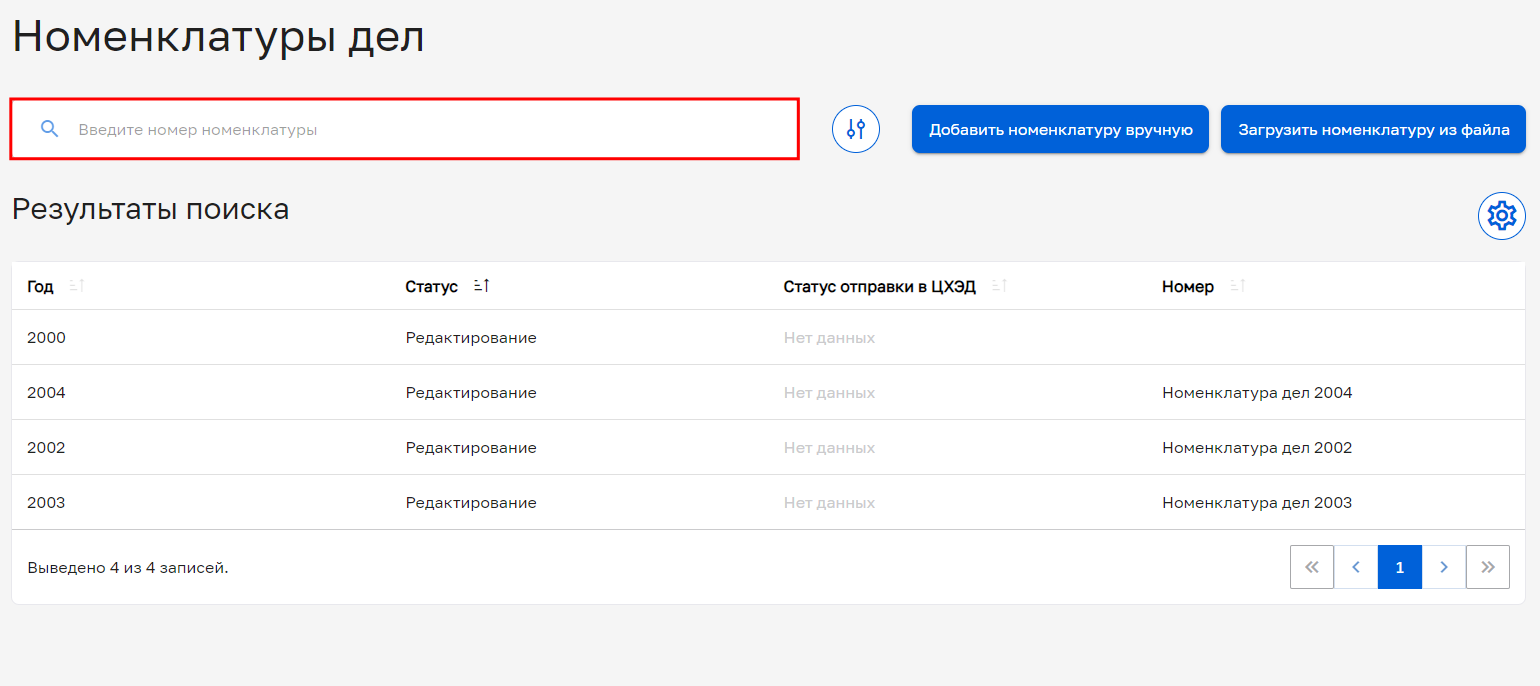 Номенклатуры дел
Введите номер номенклатуры
Добавить номенклатуру вручную
Загрузить номенклатуру из файла
Результаты поиска
Год Статус Статус отправки в ЦХЭД Номер
2000 Редактирование Нет данных
2004 Редактирование Нет данных Номенклатура дел 2004
2002 Редактирование Нет данных Номенклатура дел 2002
2003 Редактирование Нет данных Номенклатура дел 2003
Выведено 4 из 4 записей.
1